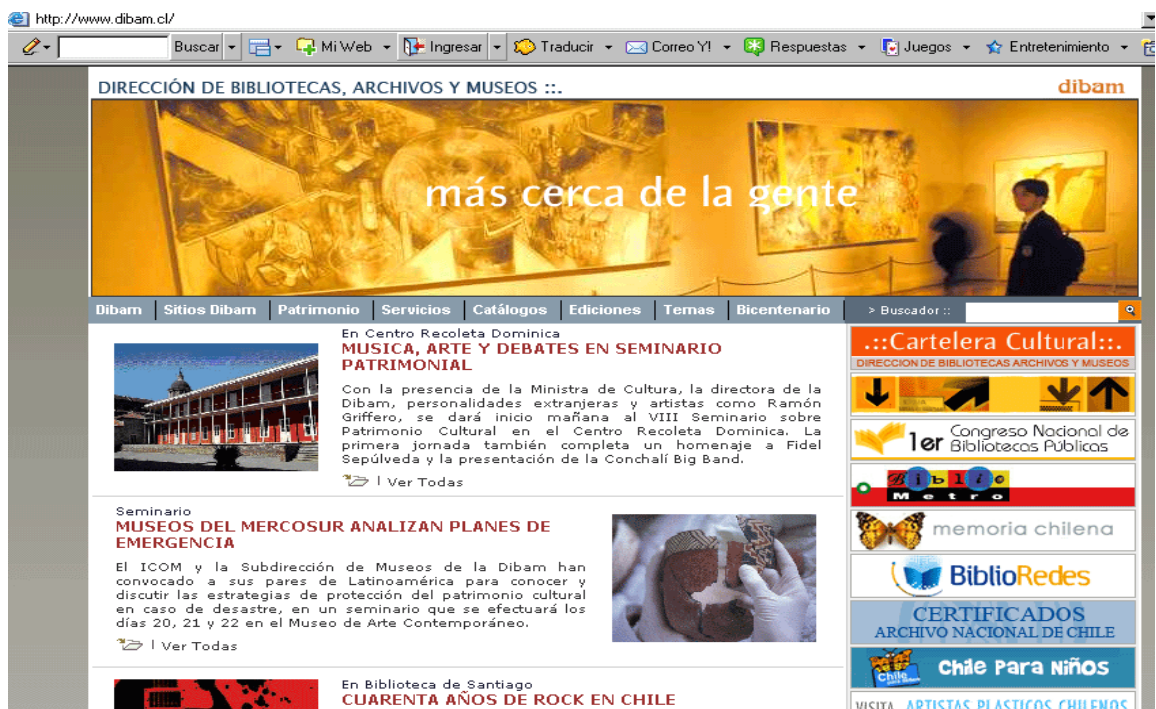 http://www.dibam.cl/
Buscar Mi Web Ingresar Traducir Correo Y! Respuestas Juegos Entretenimiento
DIRECCIÓN DE BIBLIOTECAS, ARCHIVOS Y MUSEOS ::.
dibam
más cerca de la gente
Dibam Sitios Dibam Patrimonio Servicios Catálogos Ediciones Temas Bicentenario > Buscador ::
En Centro Recoleta Dominica
MUSICA, ARTE Y DEBATES EN SEMINARIO
PATRIMONIAL
Con la presencia de la Ministra de Cultura, la directora de la
Dibam, personalidades extranjeras y artistas como Ramón
Griffero, se dará inicio mañana al VIII Seminario sobre
Patrimonio Cultural en el Centro Recoleta Dominica. La
primera jornada también completa un homenaje a Fidel
Sepúlveda y la presentación de la Conchalí Big Band.
| Ver Todas
Seminario
MUSEOS DEL MERCOSUR ANALIZAN PLANES DE
EMERGENCIA
El ICOM y la Subdirección de Museos de la Dibam han
convocado a sus pares de Latinoamérica para conocer y
discutir las estrategias de protección del patrimonio cultural
en caso de desastre, en un seminario que se efectuará los
días 20, 21 y 22 en el Museo de Arte Contemporáneo.
| Ver Todas
En Biblioteca de Santiago
CUARENTA AÑOS DE ROCK EN CHILE
.::Cartelera Cultural::.
DIRECCION DE BIBLIOTECAS ARCHIVOS Y MUSEOS
1er Congreso Nacional de
Bibliotecas Públicas
Biblio
Metro
memoria chilena
BiblioRedes
CERTIFICADOS
ARCHIVO NACIONAL DE CHILE
Chile Para Niños
VISITA ARTISTAS PLASTICOS CHILENOS